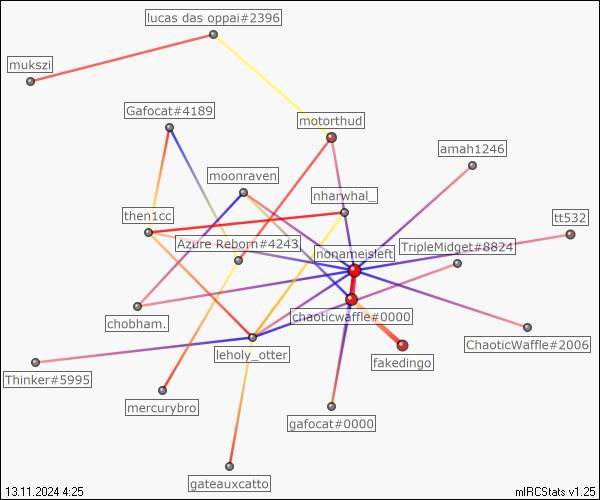 lucas das oppai#2396
mukszi
Gafocat#4189
motorthud
amah1246
moonraven
nharwhal_
then1cc
tt532
Azure Reborn#4243
nonameisleft
TripleMidget#8824
chobham.
chaoticwaffle#0000
ChaoticWaffle#2006
leholy_otter
fakedingo
Thinker#5995
mercurybro
gafocat#0000
gateauxcatto
13.11.2024 4:25
mIRCStats v1.25